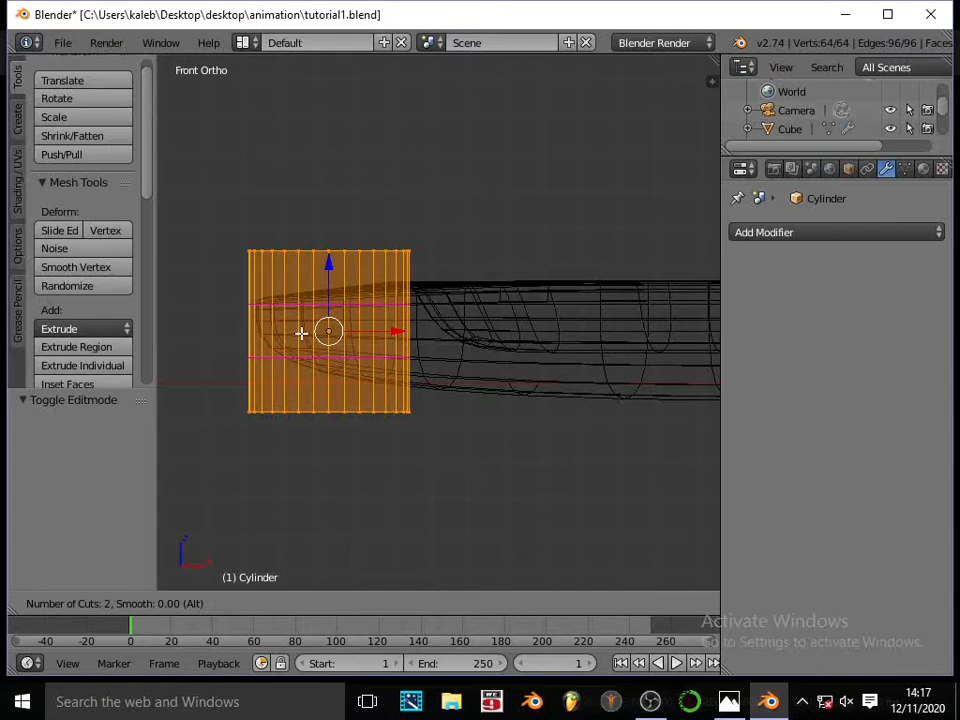 Blender* [C:\Users\kaleb\Desktop\desktop\animation\tutorial1.blend]
File Render Window Help Default Scene Blender Render v2.74 | Verts:64/64 | Edges:96/96 | Faces
Tools
Create
Shading / UVs
Options
Grease Pencil
Translate
Rotate
Scale
Shrink/Fatten
Push/Pull
Mesh Tools
Deform:
Slide Ed Vertex
Noise
Smooth Vertex
Randomize
Add:
Extrude
Extrude Region
Extrude Individual
Inset Faces
Toggle Editmode
Front Ortho
z
x
(1) Cylinder
View Search All Scenes
World
Camera
Cube
Cylinder
Add Modifier
Number of Cuts: 2, Smooth: 0.00 (Alt)
Activate Windows
Go to Settings to activate Windows.
-40 -20 0 20 40 60 80 100 120 140 160 180 200 220 240 260
View Marker Frame Playback Start: 1 End: 250 1
Search the web and Windows
14:17
12/11/2020